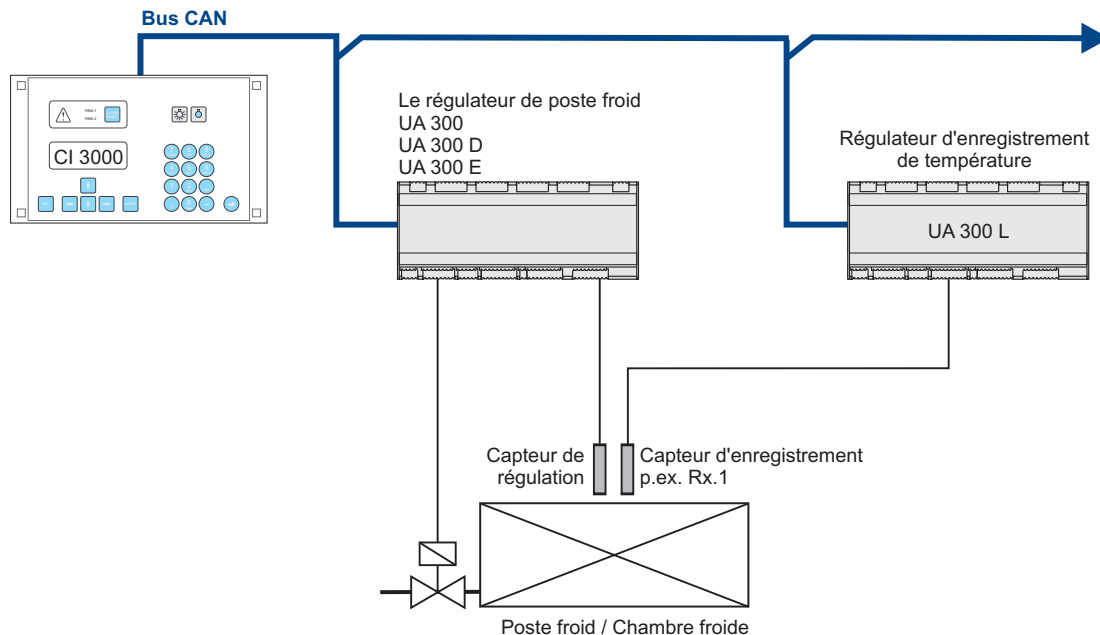 Bus CAN
Le régulateur de poste froid
UA 300
UA 300 D
UA 300 E
Régulateur d'enregistrement
de température
CI 3000
UA 300 L
Capteur de
régulation
Capteur d'enregistrement
p.ex. Rx.1
Poste froid / Chambre froide